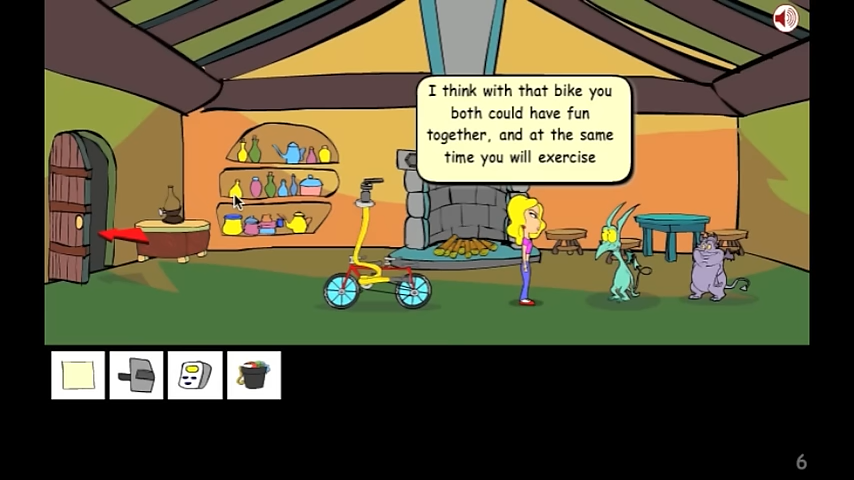 I think with that bike you
both could have fun
together, and at the same
time you will exercise
6